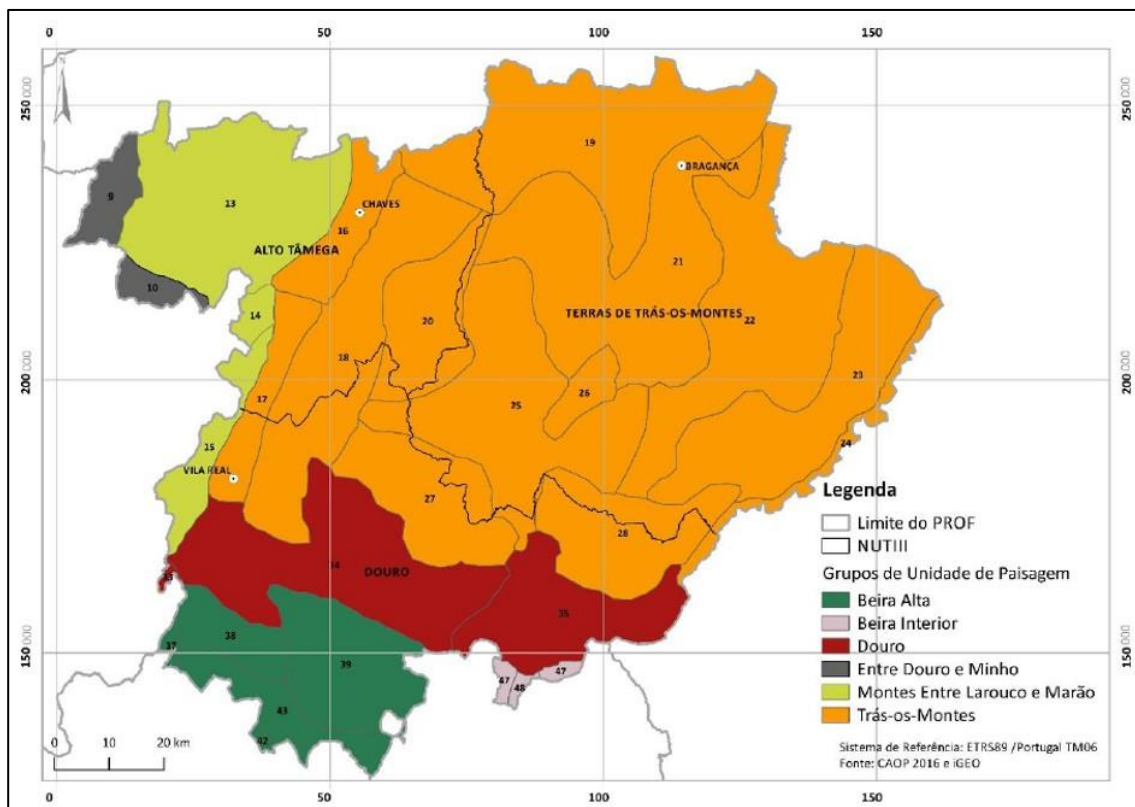 0
50
100
150
250 000
250 000
19
BRAGANÇA
9
13
CHAVES
16
ALTO TÂMEGA
21
10
14
20
TERRAS DE TRÁS-OS-MONTES
22
18
200 000
23
200 000
26
17
25
15
24
VILA REAL
27
28
34
DOURO
35
38
37
150 000
39
47
47
48
150 000
43
42
0
10
20 km
0
50
100
150
Legenda
Limite do PROF
NUTIII
Grupos de Unidade de Paisagem
Beira Alta
Beira Interior
Douro
Entre Douro e Minho
Montes Entre Larouco e Marão
Trás-os-Montes
Sistema de Referência: ETRS89 /Portugal TM06
Fonte: CAOP 2016 e iGEO